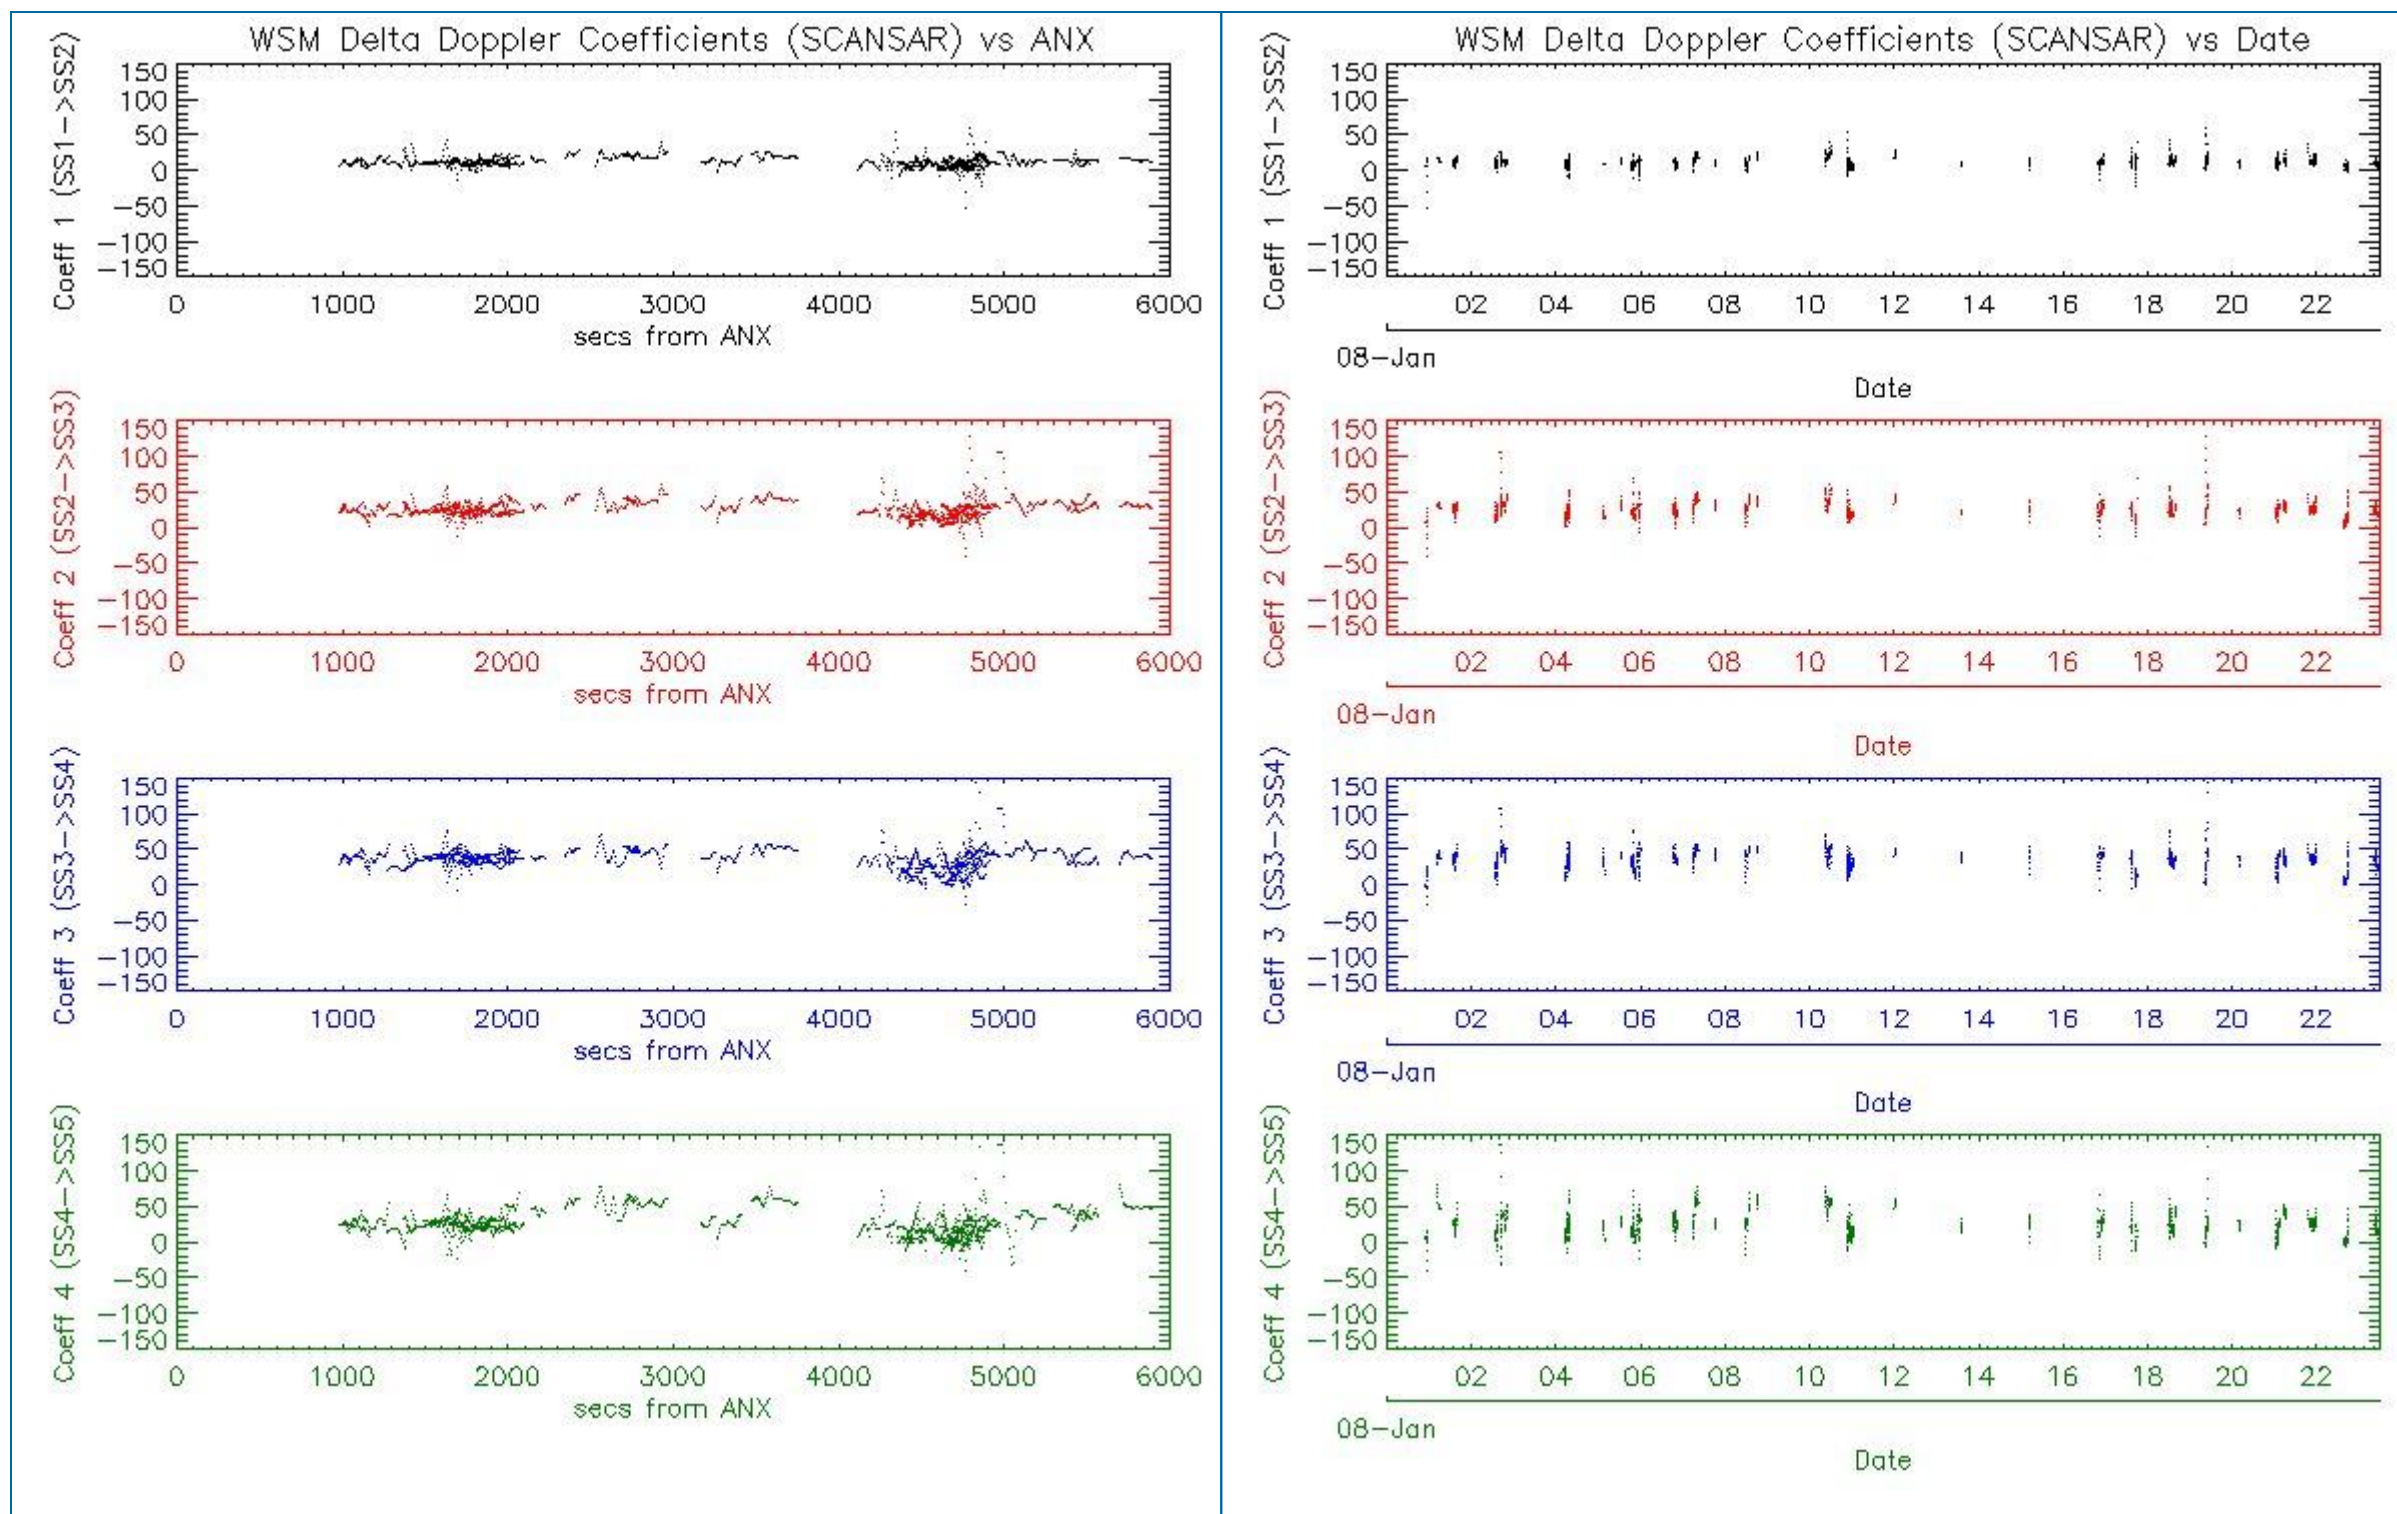 WSM Delta Doppler Coefficients (SCANSAR) vs ANX
Coeff 1 (SS1->SS2)
150
100
50
0
-50
-100
-150
0 1000 2000 3000 4000 5000 6000
secs from ANX
Coeff 2 (SS2->SS3)
150
100
50
0
-50
-100
-150
0 1000 2000 3000 4000 5000 6000
secs from ANX
Coeff 3 (SS3->SS4)
150
100
50
0
-50
-100
-150
0 1000 2000 3000 4000 5000 6000
secs from ANX
Coeff 4 (SS4->SS5)
150
100
50
0
-50
-100
-150
0 1000 2000 3000 4000 5000 6000
secs from ANX
WSM Delta Doppler Coefficients (SCANSAR) vs Date
Coeff 1 (SS1->SS2)
150
100
50
0
-50
-100
-150
02 04 06 08 10 12 14 16 18 20 22
08-Jan
Date
Coeff 2 (SS2->SS3)
150
100
50
0
-50
-100
-150
02 04 06 08 10 12 14 16 18 20 22
08-Jan
Date
Coeff 3 (SS3->SS4)
150
100
50
0
-50
-100
-150
02 04 06 08 10 12 14 16 18 20 22
08-Jan
Date
Coeff 4 (SS4->SS5)
150
100
50
0
-50
-100
-150
02 04 06 08 10 12 14 16 18 20 22
08-Jan
Date